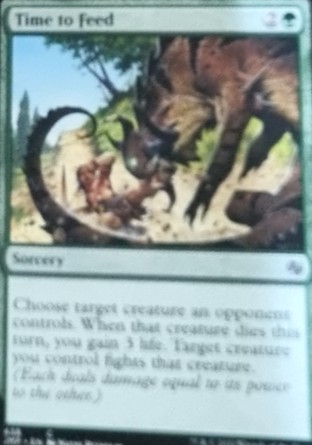 Time to Feed 2
Sorcery
Choose target creature an opponent
controls. When that creature dies this
turn, you gain 3 life. Target creature
you control fights that creature.
(Each deals damage equal to its power
to the other.)